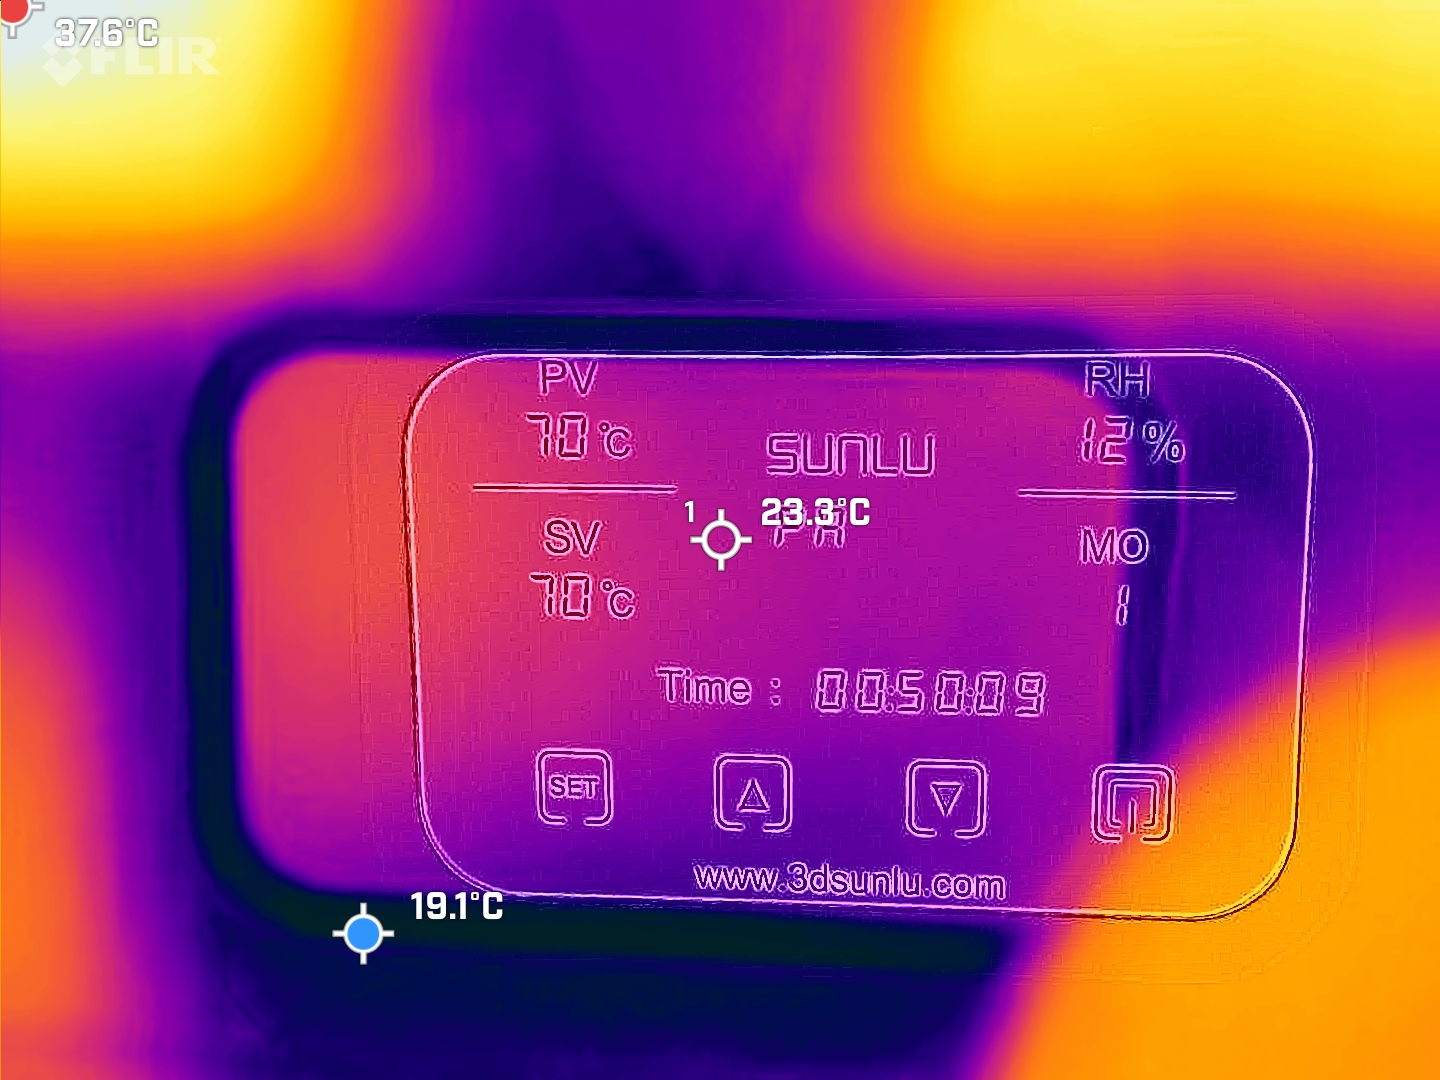 37.6°C
FLIR
PV
70 °C
SUNLU
RH
12 %
1
23.3°C
PA
SV
70 °C
MO
1
Time : 00:50:09
SET
www.3dsunlu.com
19.1°C